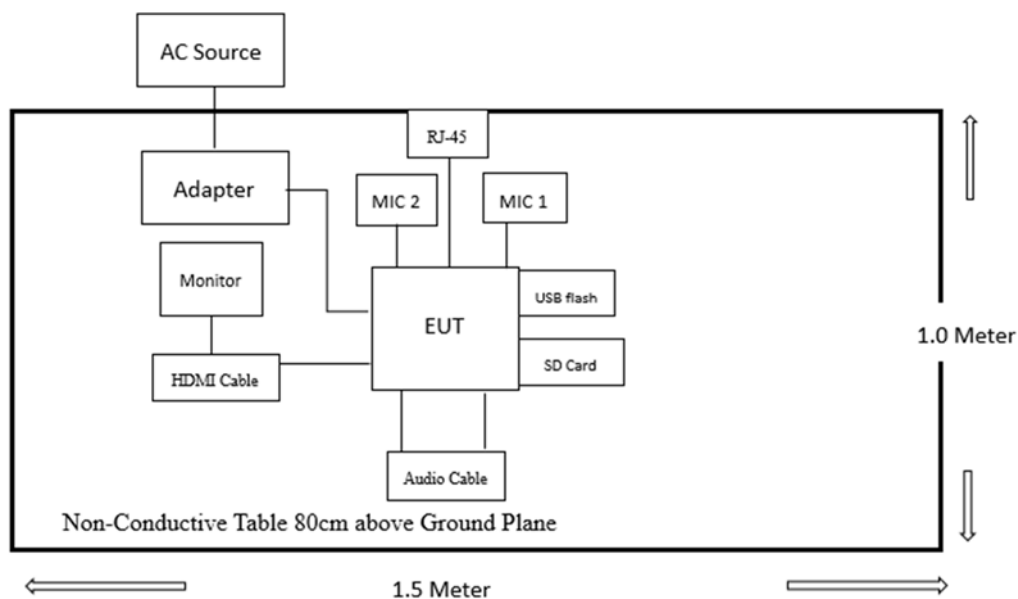 AC Source
RJ-45
Adapter
MIC 2
MIC 1
Monitor
USB flash
EUT
1.0 Meter
SD Card
HDMI Cable
Audio Cable
Non-Conductive Table 80cm above Ground Plane
1.5 Meter